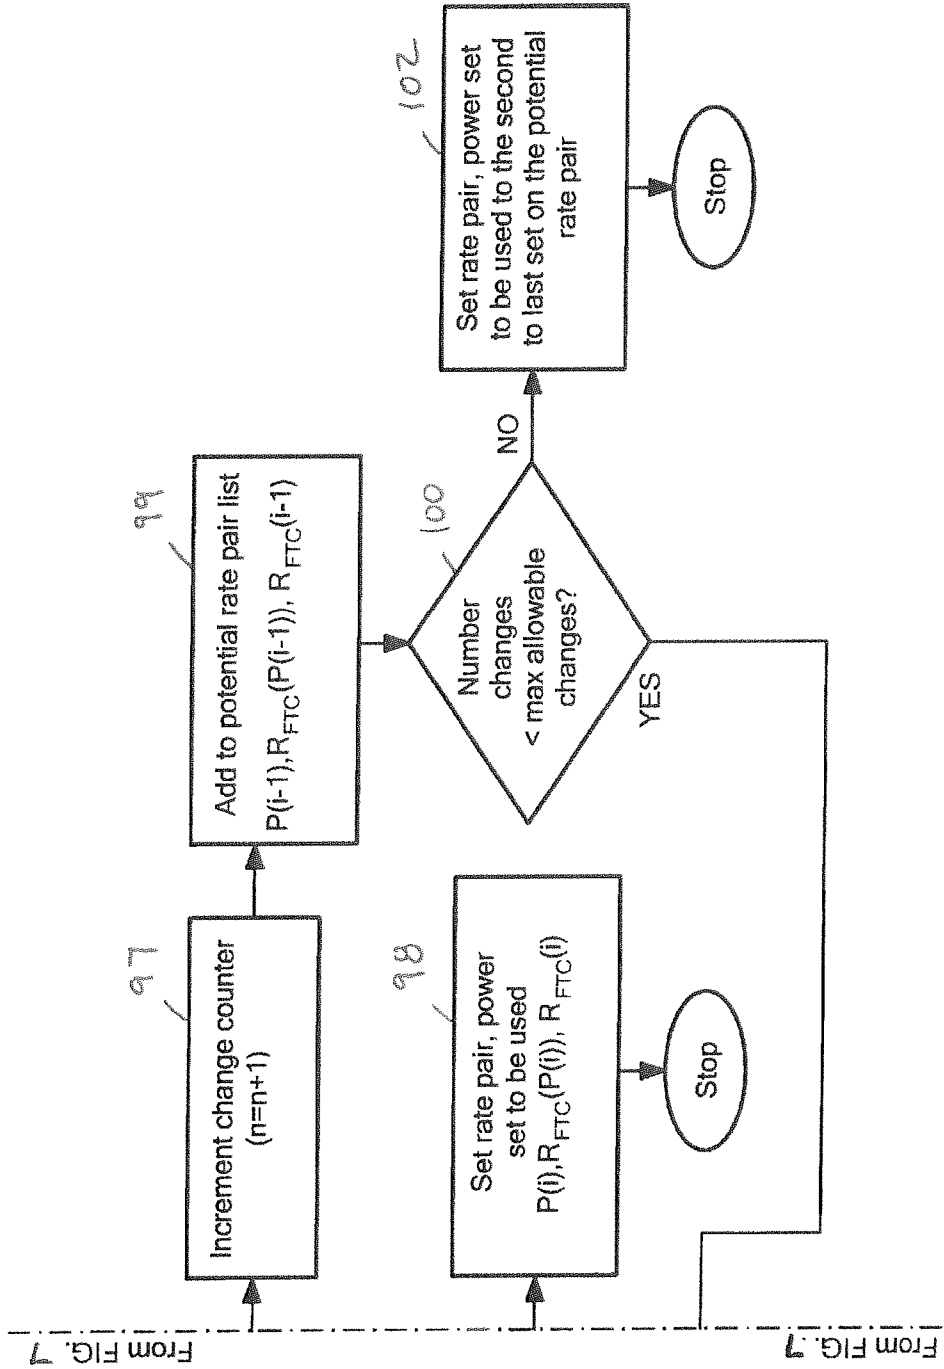 From FIG. 7
97
Increment change counter
(n=n+1)
99
Add to potential rate pair list
P(i-1),R_FTC(P(i-1)), R_FTC(i-1)
98
Set rate pair, power
set to be used
P(i),R_FTC(P(i)), R_FTC(i)
Stop
100
Number
changes
< max allowable
changes?
YES
NO
102
Set rate pair, power set
to be used to the second
to last set on the potential
rate pair
Stop
From FIG. 7